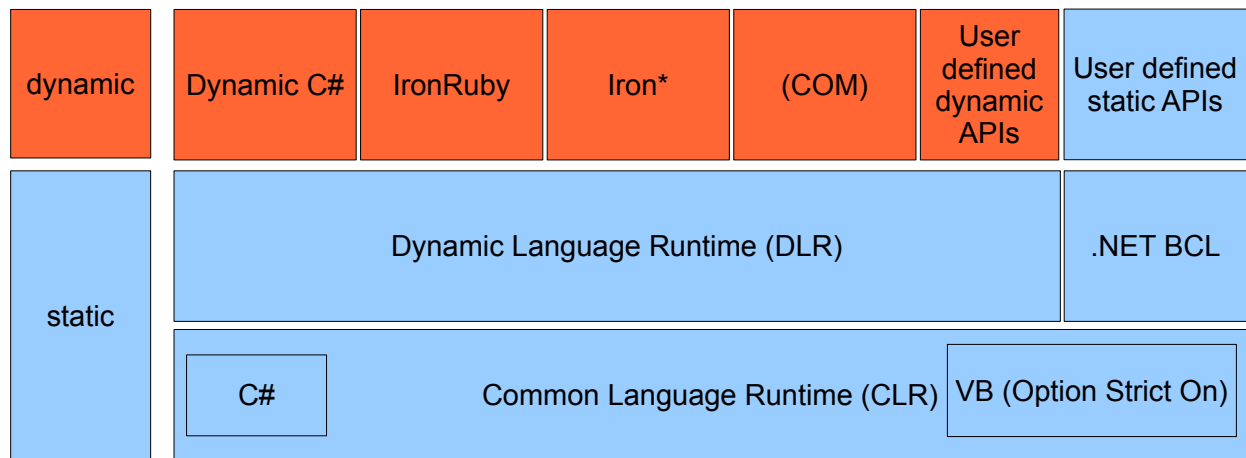 dynamic
Dynamic C#
IronRuby
Iron*
(COM)
User
defined
dynamic
APIs
User defined
static APIs
static
Dynamic Language Runtime (DLR)
.NET BCL
C#
Common Language Runtime (CLR)
VB (Option Strict On)